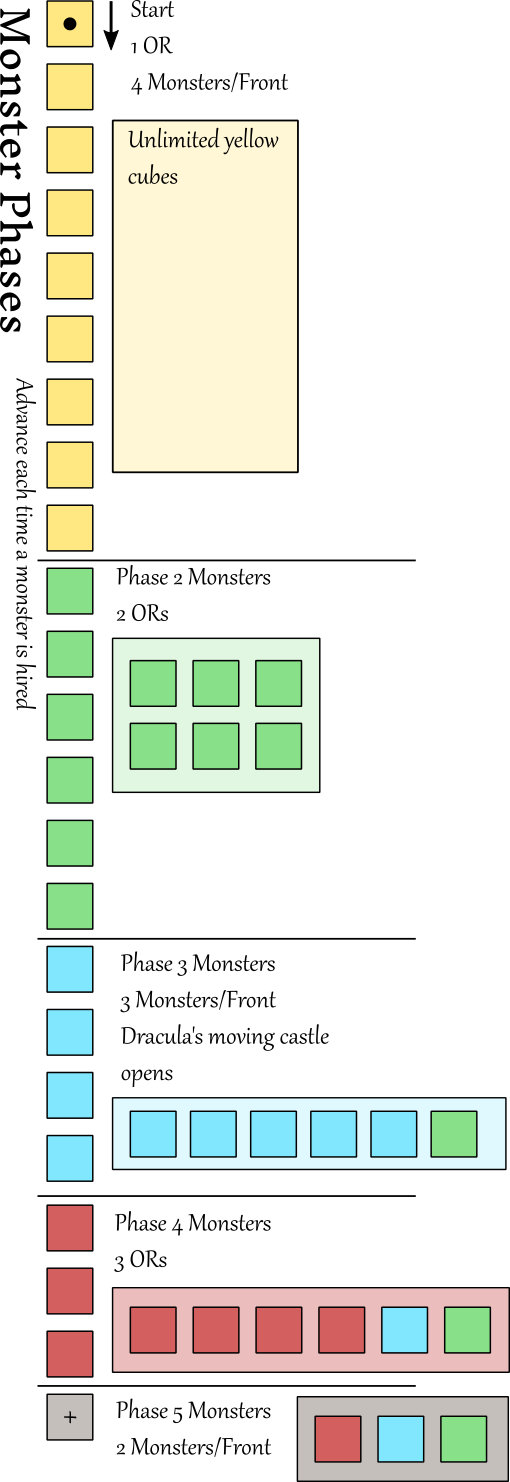 Monster Phases
Advance each time a monster is hired
Start
1 OR
4 Monsters/Front
Unlimited yellow
cubes
Phase 2 Monsters
2 ORs
Phase 3 Monsters
3 Monsters/Front
Dracula's moving castle
opens
Phase 4 Monsters
3 ORs
+
Phase 5 Monsters
2 Monsters/Front